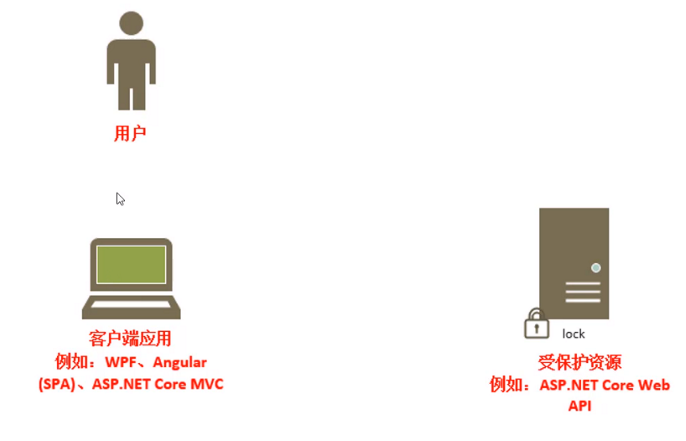 用户
客户端应用
例如：WPF、Angular
(SPA)、ASP.NET Core MVC
lock
受保护资源
例如：ASP.NET Core Web
API